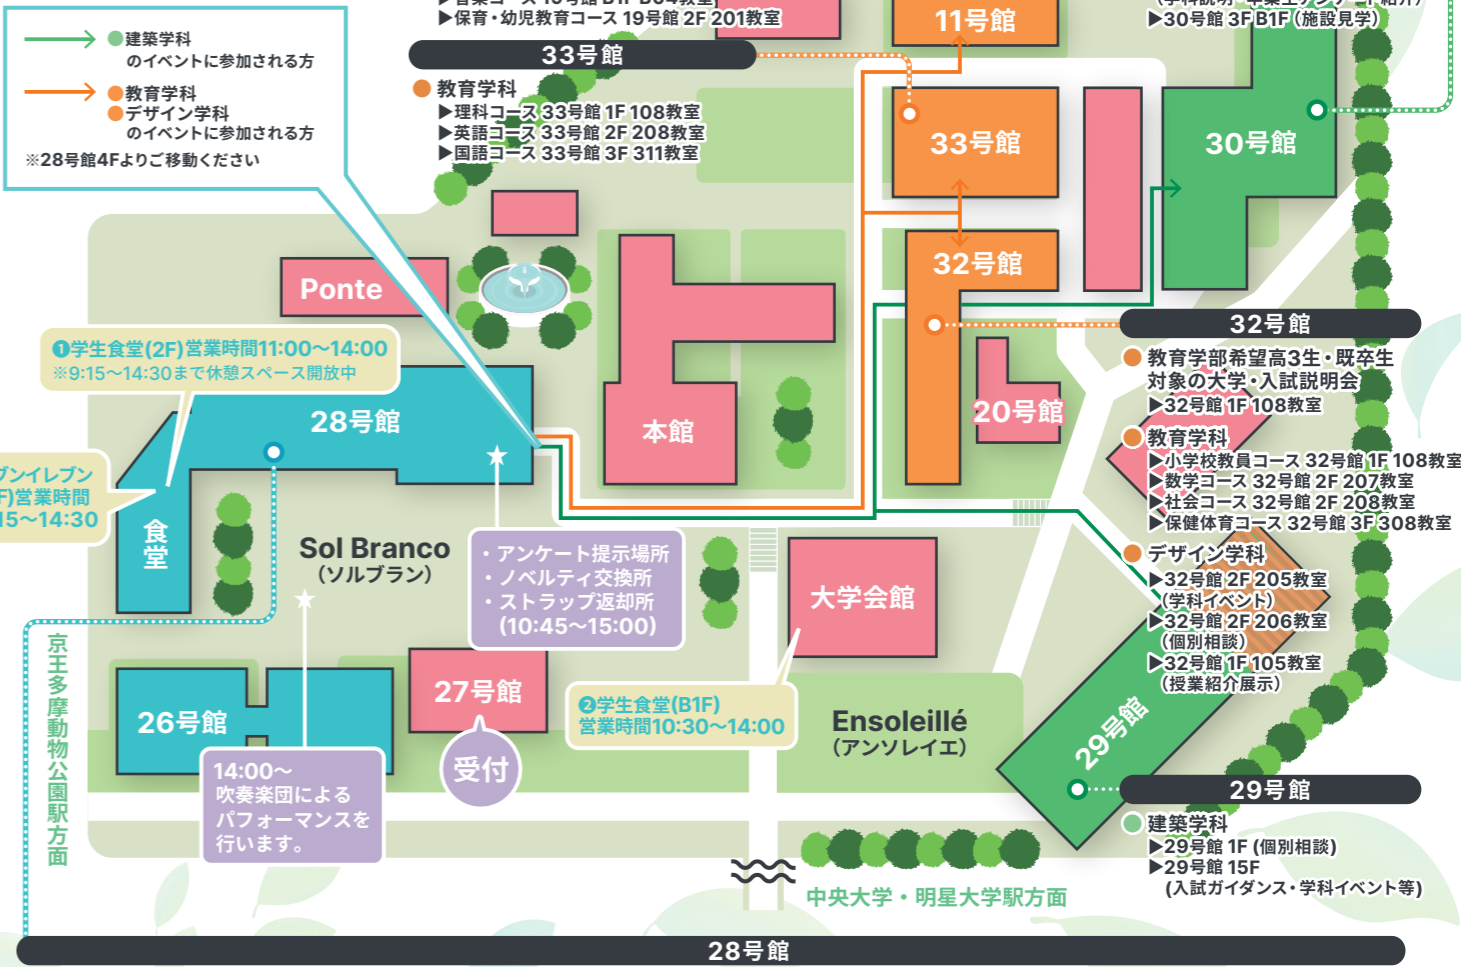 ▶保育・幼児教育コース 19号館 2F 201教室
▶30号館 3F B1F（施設見学）
●建築学科
のイベントに参加される方
●教育学科
●デザイン学科
のイベントに参加される方
※28号館4Fよりご移動ください
33号館
●教育学科
▶理科コース 33号館 1F 108教室
▶英語コース 33号館 2F 208教室
▶国語コース 33号館 3F 311教室
11号館
33号館
30号館
32号館
Ponte
❶学生食堂(2F)営業時間11:00〜14:00
※9:15〜14:30まで休憩スペース開放中
28号館
本館
20号館
32号館
●教育学部希望高3生・既卒生
対象の大学・入試説明会
▶32号館 1F 108教室
●教育学科
▶小学校教員コース 32号館 1F 108教室
▶数学コース 32号館 2F 207教室
▶社会コース 32号館 2F 208教室
▶保健体育コース 32号館 3F 308教室
●デザイン学科
▶32号館 2F 205教室
（学科イベント）
▶32号館 2F 206教室
（個別相談）
▶32号館 1F 105教室
（授業紹介展示）
ブンイレブン
F)営業時間
15〜14:30
食堂
Sol Branco
（ソルブラン）
・アンケート提示場所
・ノベルティ交換所
・ストラップ返却所
(10:45〜15:00)
大学会館
京王多摩動物公園駅方面
26号館
27号館
受付
❷学生食堂(B1F)
営業時間10:30〜14:00
Ensoleillé
（アンソレイエ）
14:00〜
吹奏楽団による
パフォーマンスを
行います。
29号館
29号館
●建築学科
▶29号館 1F (個別相談)
▶29号館 15F
(入試ガイダンス・学科イベント等)
中央大学・明星大学駅方面
28号館